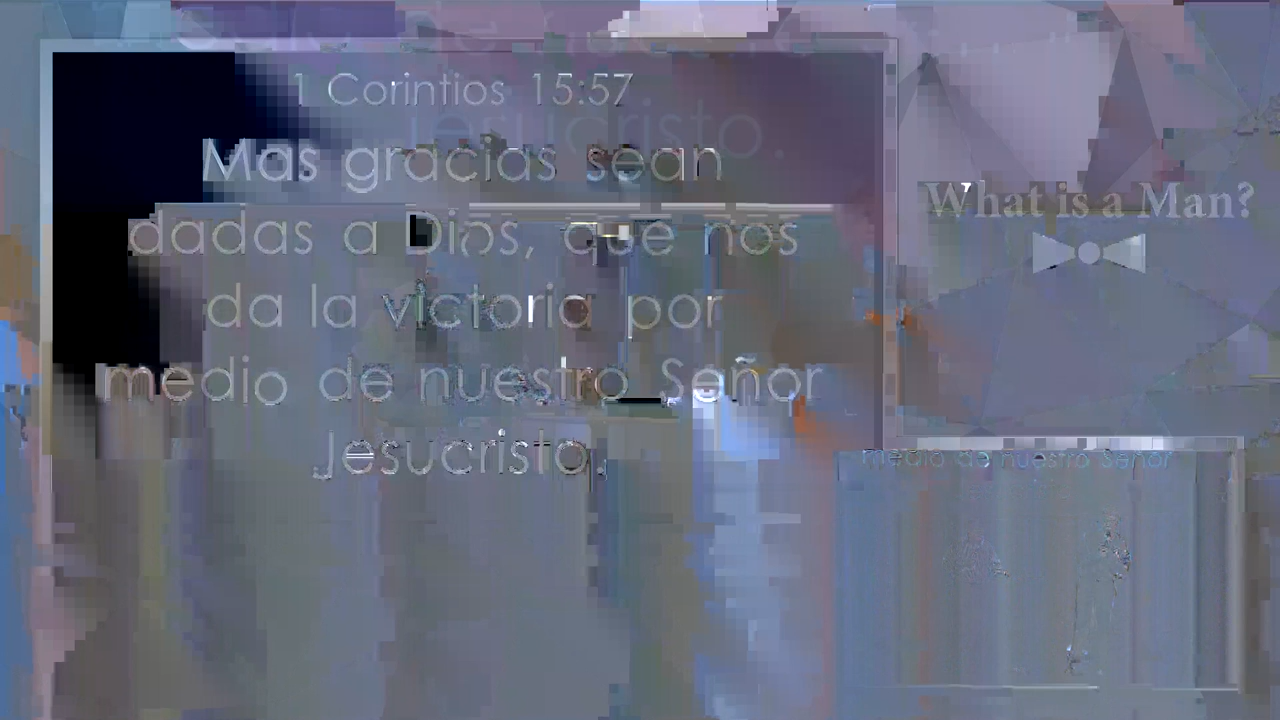 1 Corintios 15:57
Jesucristo.
Mas gracias sean
dadas a Dios, que nos
da la victoria por
medio de nuestro Señor
Jesucristo.
What is a Man?
medio de nuestro Señor